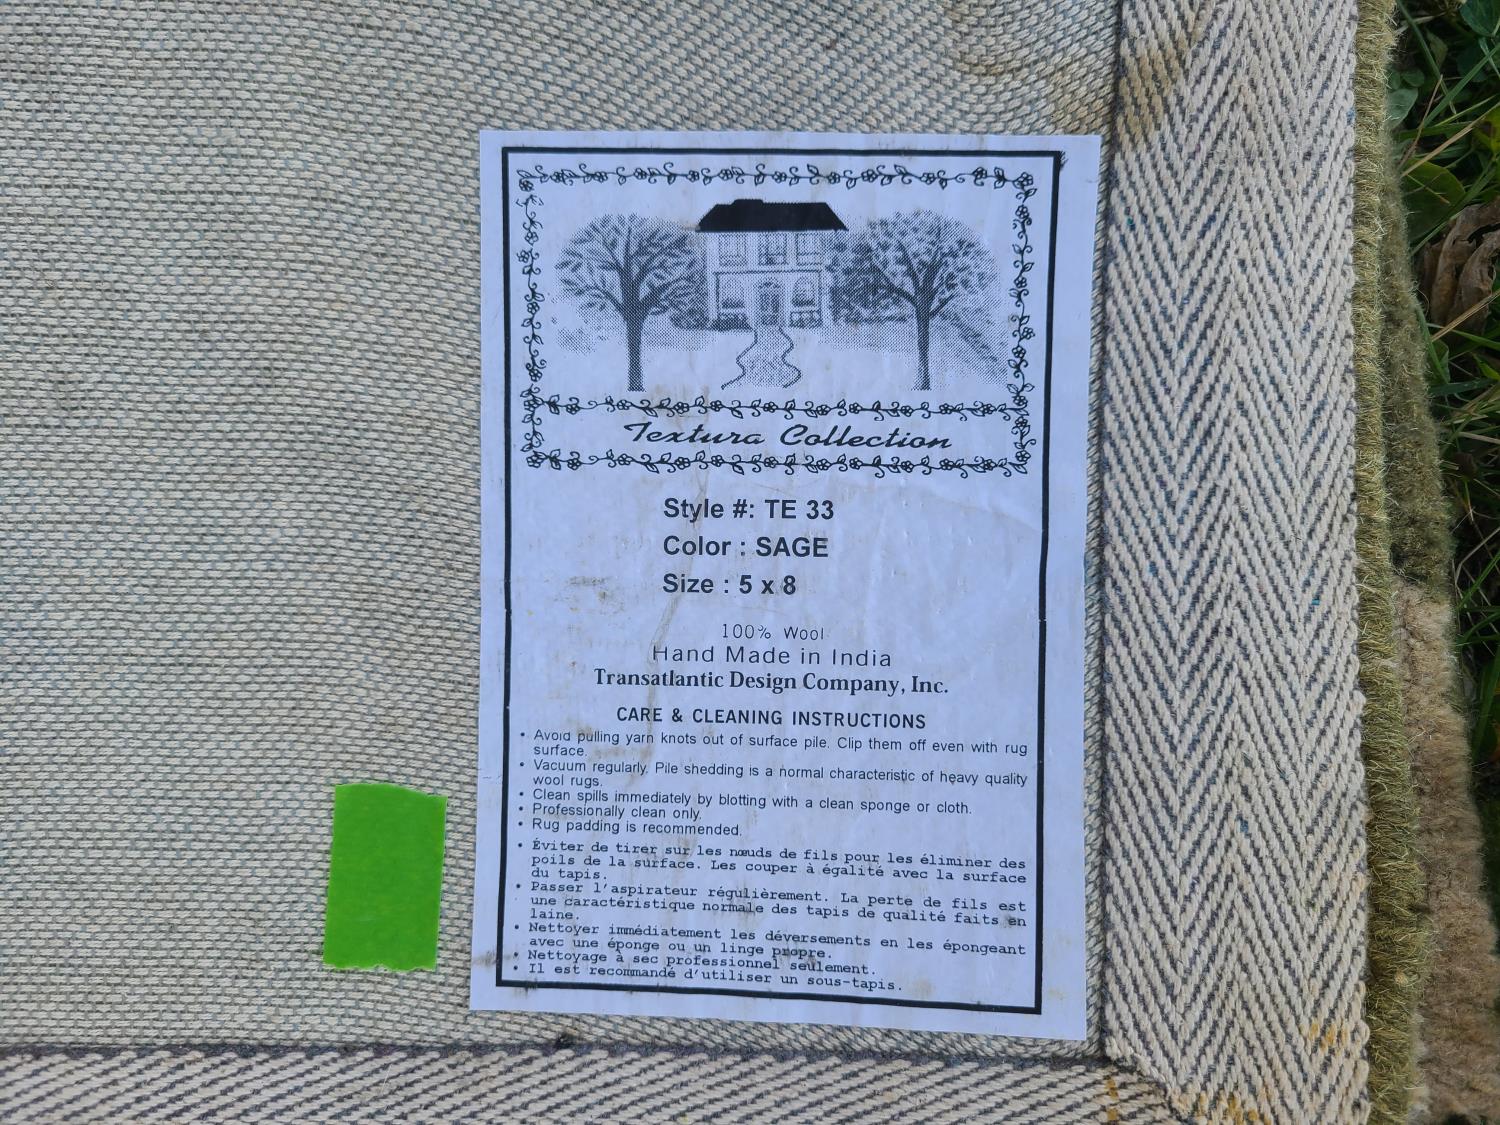 Textura Collection
Style #: TE 33
Color : SAGE
Size : 5 x 8
100% Wool
Hand Made in India
Transatlantic Design Company, Inc.
CARE & CLEANING INSTRUCTIONS
• Avoid pulling yarn knots out of surface pile. Clip them off even with rug
surface.
• Vacuum regularly. Pile shedding is a normal characteristic of heavy quality
wool rugs.
• Clean spills immediately by blotting with a clean sponge or cloth.
• Professionally clean only.
• Rug padding is recommended.
• Éviter de tirer sur les nœuds de fils pour les éliminer des
poils de la surface. Les couper à égalité avec la surface
du tapis.
• Passer l'aspirateur régulièrement. La perte de fils est
une caractéristique normale des tapis de qualité faits en
laine.
• Nettoyer immédiatement les déversements en les épongeant
avec une éponge ou un linge propre.
• Nettoyage à sec professionnel seulement.
• Il est recommandé d'utiliser un sous-tapis.